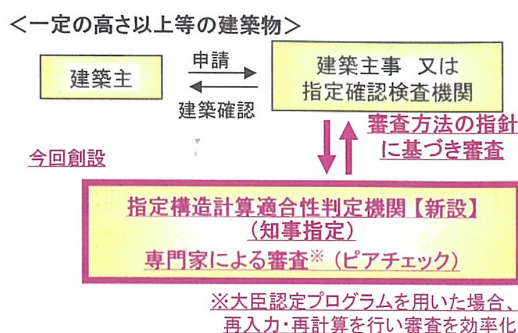 ＜一定の高さ以上等の建築物＞
建築主
申請
建築確認
建築主事 又は
指定確認検査機関
審査方法の指針
に基づき審査
今回創設
指定構造計算適合性判定機関【新設】
（知事指定）
専門家による審査※（ピアチェック）
※大臣認定プログラムを用いた場合、
再入力・再計算を行い審査を効率化